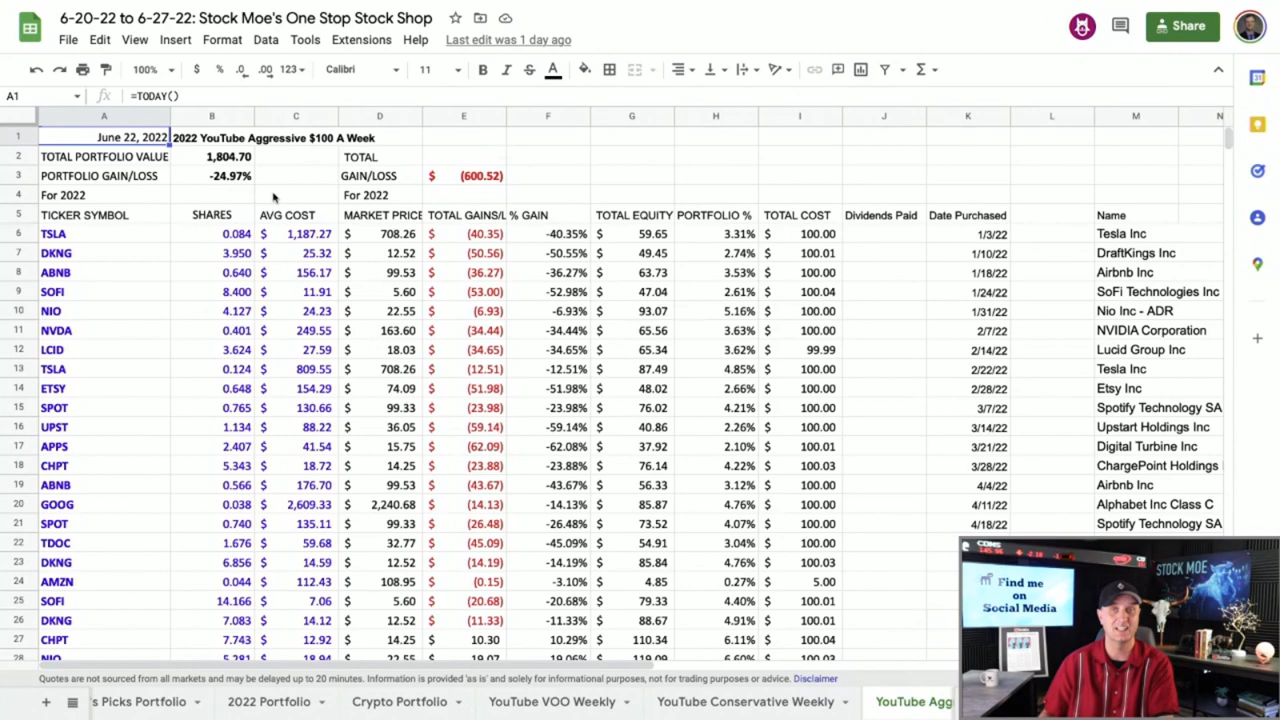 6-20-22 to 6-27-22: Stock Moe's One Stop Stock Shop
Share
File Edit View Insert Format Data Tools Extensions Help Last edit was 1 day ago
100% $ % .0 .00 123 Calibri 11 B I S A
A1 fx =TODAY()
A B C D E F G H I J K L M N
1 June 22, 2022 2022 YouTube Aggressive $100 A Week
2 TOTAL PORTFOLIO VALUE 1,804.70 TOTAL
3 PORTFOLIO GAIN/LOSS -24.97% GAIN/LOSS $ (600.52)
4 For 2022 For 2022
5 TICKER SYMBOL SHARES AVG COST MARKET PRICE TOTAL GAINS/L % GAIN TOTAL EQUITY PORTFOLIO % TOTAL COST Dividends Paid Date Purchased Name
6 TSLA 0.084 $ 1,187.27 $ 708.26 $ (40.35) -40.35% $ 59.65 3.31% $ 100.00 1/3/22 Tesla Inc
7 DKNG 3.950 $ 25.32 $ 12.52 $ (50.56) -50.55% $ 49.45 2.74% $ 100.01 1/10/22 DraftKings Inc
8 ABNB 0.640 $ 156.17 $ 99.53 $ (36.27) -36.27% $ 63.73 3.53% $ 100.00 1/18/22 Airbnb Inc
9 SOFI 8.400 $ 11.91 $ 5.60 $ (53.00) -52.98% $ 47.04 2.61% $ 100.04 1/24/22 SoFi Technologies Inc
10 NIO 4.127 $ 24.23 $ 22.55 $ (6.93) -6.93% $ 93.07 5.16% $ 100.00 1/31/22 Nio Inc - ADR
11 NVDA 0.401 $ 249.55 $ 163.60 $ (34.44) -34.44% $ 65.56 3.63% $ 100.00 2/7/22 NVIDIA Corporation
12 LCID 3.624 $ 27.59 $ 18.03 $ (34.65) -34.65% $ 65.34 3.62% $ 99.99 2/14/22 Lucid Group Inc
13 TSLA 0.124 $ 809.55 $ 708.26 $ (12.51) -12.51% $ 87.49 4.85% $ 100.00 2/22/22 Tesla Inc
14 ETSY 0.648 $ 154.29 $ 74.09 $ (51.98) -51.98% $ 48.02 2.66% $ 100.00 2/28/22 Etsy Inc
15 SPOT 0.765 $ 130.66 $ 99.33 $ (23.98) -23.98% $ 76.02 4.21% $ 100.00 3/7/22 Spotify Technology SA
16 UPST 1.134 $ 88.22 $ 36.05 $ (59.14) -59.14% $ 40.86 2.26% $ 100.00 3/14/22 Upstart Holdings Inc
17 APPS 2.407 $ 41.54 $ 15.75 $ (62.09) -62.08% $ 37.92 2.10% $ 100.01 3/21/22 Digital Turbine Inc
18 CHPT 5.343 $ 18.72 $ 14.25 $ (23.88) -23.88% $ 76.14 4.22% $ 100.03 3/28/22 ChargePoint Holdings
19 ABNB 0.566 $ 176.70 $ 99.53 $ (43.67) -43.67% $ 56.33 3.12% $ 100.00 4/4/22 Airbnb Inc
20 GOOG 0.038 $ 2,609.33 $ 2,240.68 $ (14.13) -14.13% $ 85.87 4.76% $ 100.00 4/11/22 Alphabet Inc Class C
21 SPOT 0.740 $ 135.11 $ 99.33 $ (26.48) -26.48% $ 73.52 4.07% $ 100.00 4/18/22 Spotify Technology SA
22 TDOC 1.676 $ 59.68 $ 32.77 $ (45.09) -45.09% $ 54.91 3.04% $ 100.00
23 DKNG 6.856 $ 14.59 $ 12.52 $ (14.19) -14.19% $ 85.84 4.76% $ 100.03
24 AMZN 0.044 $ 112.43 $ 108.95 $ (0.15) -3.10% $ 4.85 0.27% $ 5.00
25 SOFI 14.166 $ 7.06 $ 5.60 $ (20.68) -20.68% $ 79.33 4.40% $ 100.01
26 DKNG 7.083 $ 14.12 $ 12.52 $ (11.33) -11.33% $ 88.67 4.91% $ 100.01
27 CHPT 7.743 $ 12.92 $ 14.25 $ 10.30 10.29% $ 110.34 6.11% $ 100.04
28 NIO 5.281 $ 18.94 $ 22.55 $ 19.07 19.06% $ 119.09 6.60% $ 100.03
COINS
STOCK MOE
Find me
on
Social Media
Quotes are not sourced from all markets and may be delayed up to 20 minutes. Information is provided 'as is' and solely for informational purposes, not for trading purposes or advice. Disclaimer
's Picks Portfolio 2022 Portfolio Crypto Portfolio YouTube VOO Weekly YouTube Conservative Weekly YouTube Agg